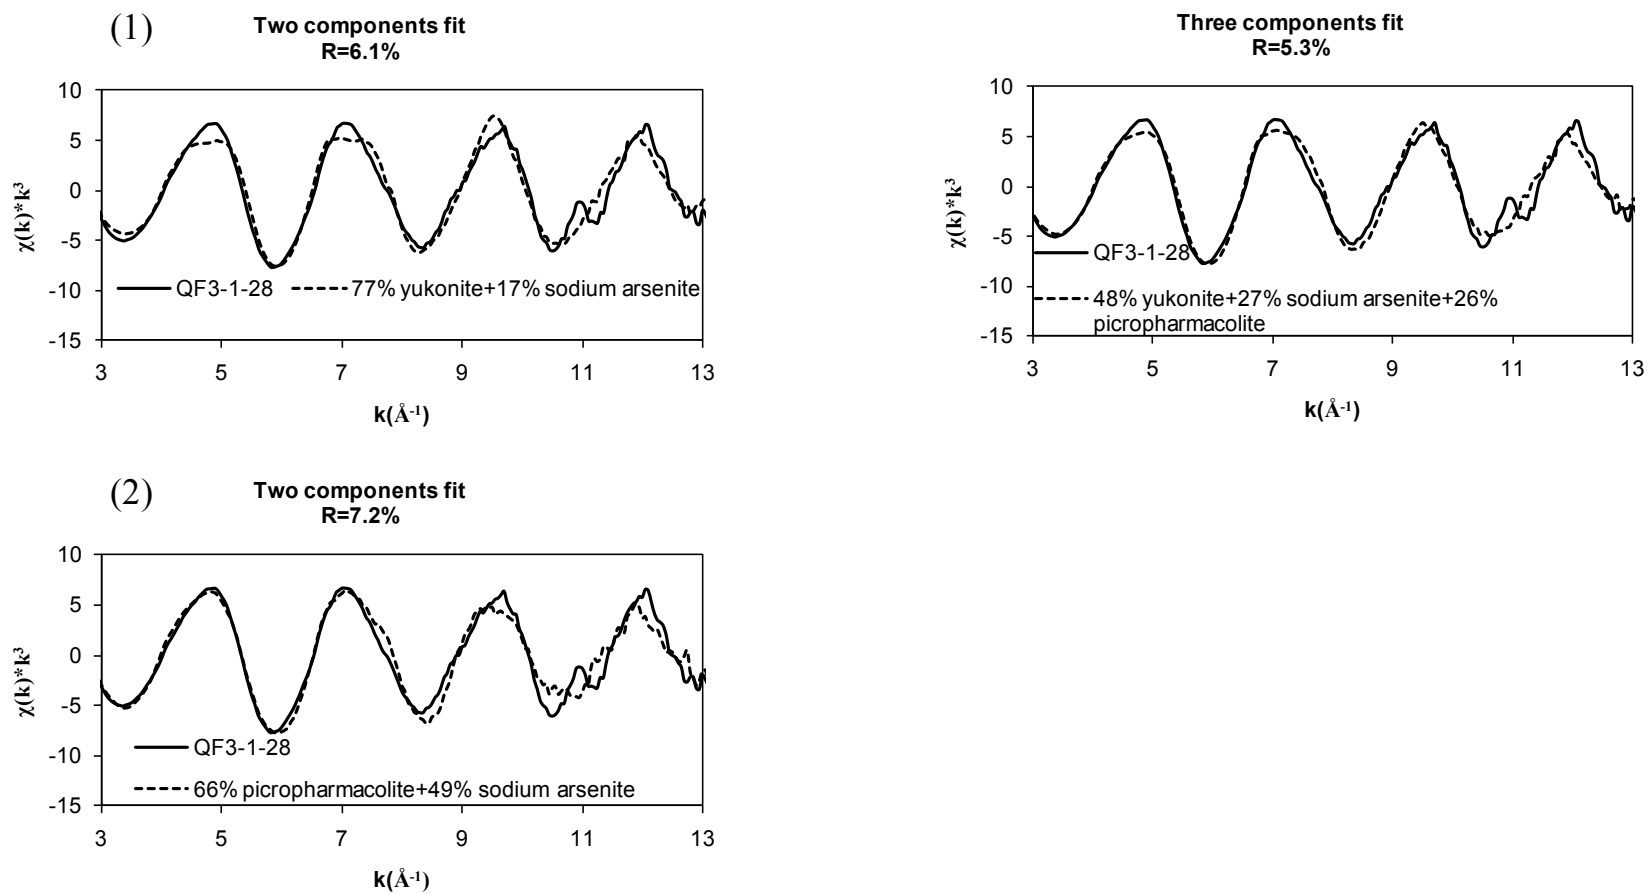 (1)
Two components fit
R=6.1%
10
5
0
-5
-10
-15
χ(k)*k³
QF3-1-28
77% yukonite+17% sodium arsenite
3 5 7 9 11 13
k(Å⁻¹)
Three components fit
R=5.3%
10
5
0
-5
-10
-15
χ(k)*k³
QF3-1-28
48% yukonite+27% sodium arsenite+26%
picropharmacolite
3 5 7 9 11 13
k(Å⁻¹)
(2)
Two components fit
R=7.2%
10
5
0
-5
-10
-15
χ(k)*k³
QF3-1-28
66% picropharmacolite+49% sodium arsenite
3 5 7 9 11 13
k(Å⁻¹)